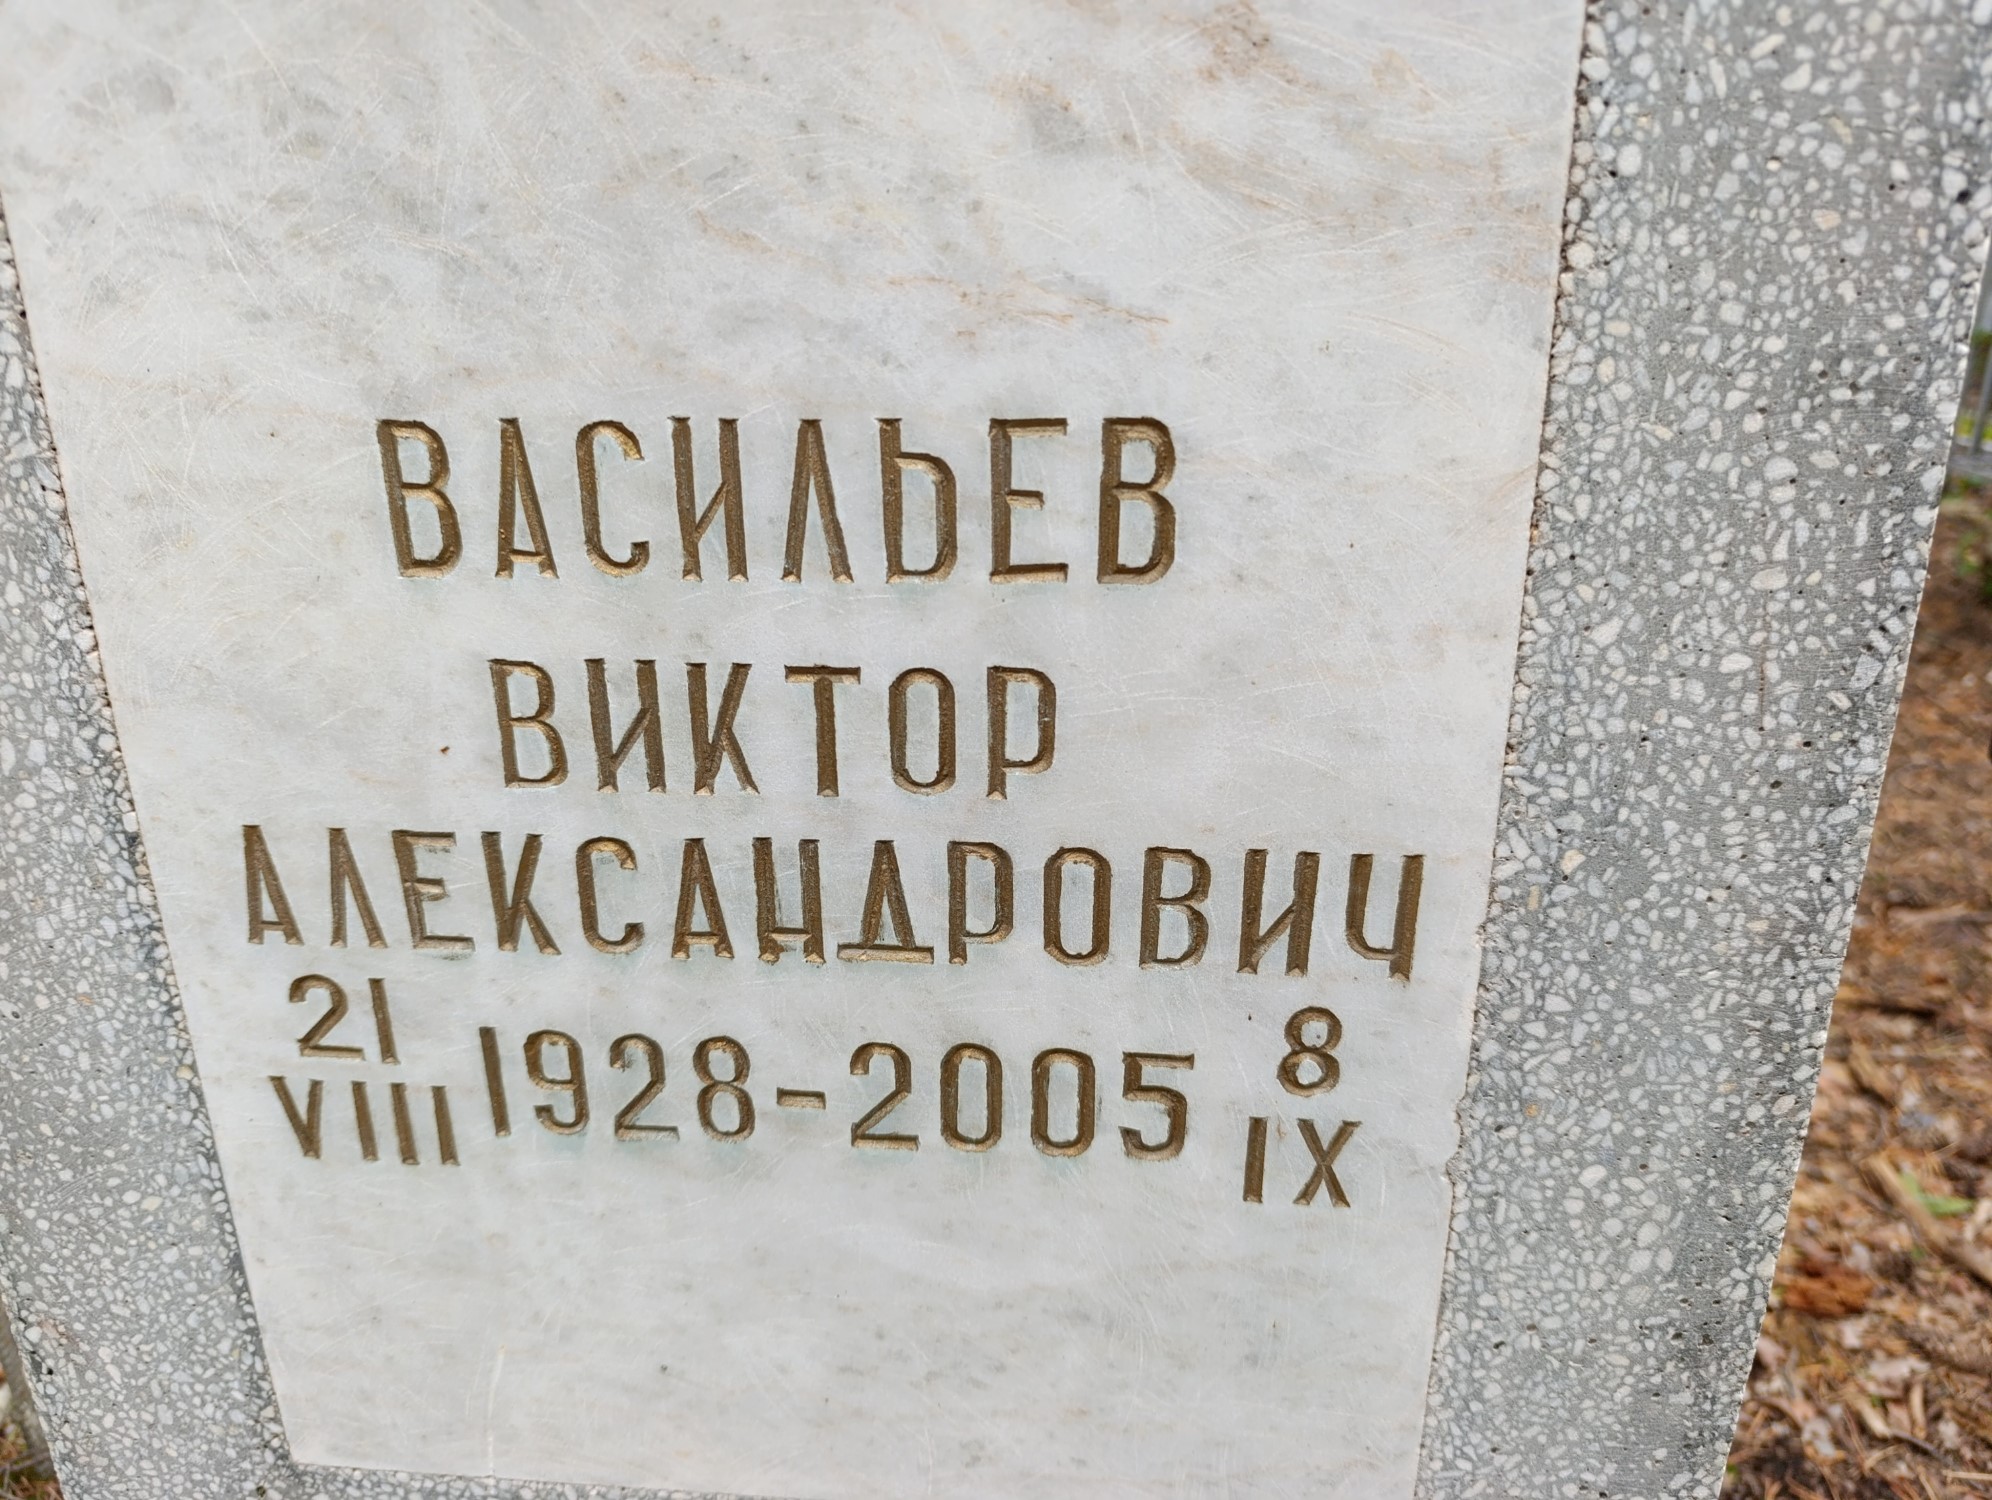 ВАСИЛЬЕВ
ВИКТОР
АЛЕКСАНДРОВИЧ
21 VIII 1928-2005 8 IX